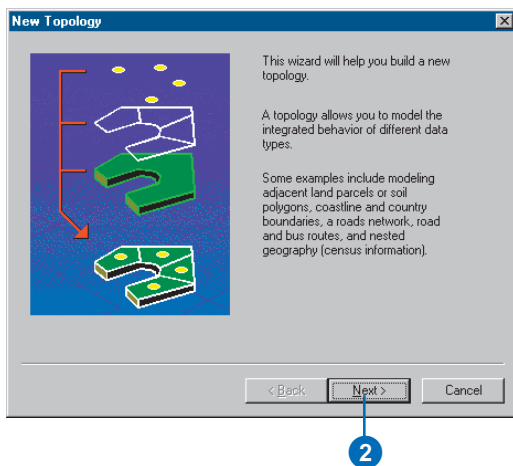 New Topology
This wizard will help you build a new
topology.
A topology allows you to model the
integrated behavior of different data
types.
Some examples include modeling
adjacent land parcels or soil
polygons, coastline and country
boundaries, a roads network, road
and bus routes, and nested
geography (census information).
< Back
Next >
Cancel
2